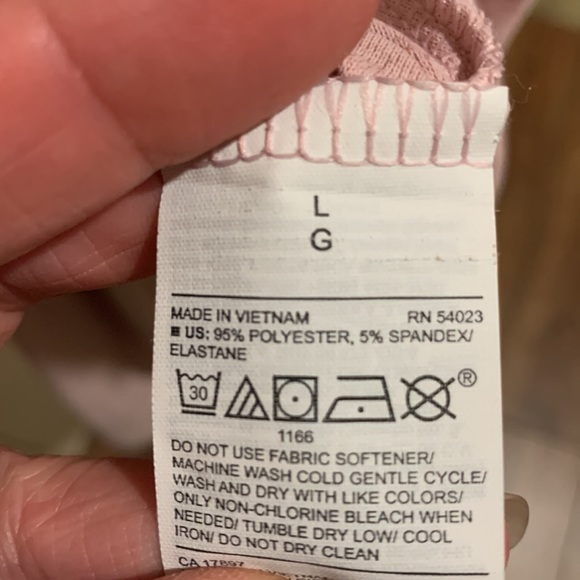 L
G
MADE IN VIETNAM RN 54023
US: 95% POLYESTER, 5% SPANDEX/
ELASTANE
30 ®
1166
DO NOT USE FABRIC SOFTENER/
MACHINE WASH COLD GENTLE CYCLE/
WASH AND DRY WITH LIKE COLORS/
ONLY NON-CHLORINE BLEACH WHEN
NEEDED/ TUMBLE DRY LOW/ COOL
IRON/ DO NOT DRY CLEAN
CA 17897